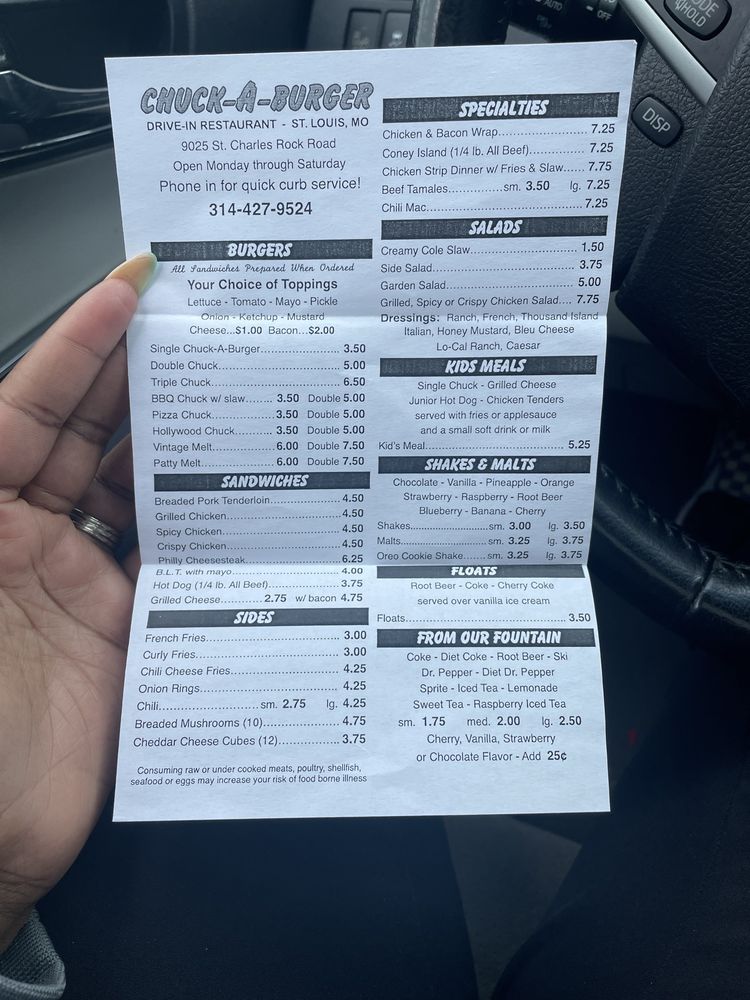 CHUCK-A-BURGER
DRIVE-IN RESTAURANT - ST. LOUIS, MO
9025 St. Charles Rock Road
Open Monday through Saturday
Phone in for quick curb service!
314-427-9524
BURGERS
All Sandwiches Prepared When Ordered
Your Choice of Toppings
Lettuce - Tomato - Mayo - Pickle
Onion - Ketchup - Mustard
Cheese...$1.00 Bacon...$2.00
Single Chuck-A-Burger 3.50
Double Chuck 5.00
Triple Chuck 6.50
BBQ Chuck w/ slaw 3.50 Double 5.00
Pizza Chuck 3.50 Double 5.00
Hollywood Chuck 3.50 Double 5.00
Vintage Melt 6.00 Double 7.50
Patty Melt 6.00 Double 7.50
SANDWICHES
Breaded Pork Tenderloin 4.50
Grilled Chicken 4.50
Spicy Chicken 4.50
Crispy Chicken 4.50
Philly Cheesesteak 6.25
B.L.T. with mayo 4.00
Hot Dog (1/4 lb. All Beef) 3.75
Grilled Cheese 2.75 w/ bacon 4.75
SIDES
French Fries 3.00
Curly Fries 3.00
Chili Cheese Fries 4.25
Onion Rings 4.25
Chili sm. 2.75 lg. 4.25
Breaded Mushrooms (10) 4.75
Cheddar Cheese Cubes (12) 3.75
Consuming raw or under cooked meats, poultry, shellfish,
seafood or eggs may increase your risk of food borne illness
SPECIALTIES
Chicken & Bacon Wrap 7.25
Coney Island (1/4 lb. All Beef) 7.25
Chicken Strip Dinner w/ Fries & Slaw 7.75
Beef Tamales sm. 3.50 lg. 7.25
Chili Mac 7.25
SALADS
Creamy Cole Slaw 1.50
Side Salad 3.75
Garden Salad 5.00
Grilled, Spicy or Crispy Chicken Salad 7.75
Dressings: Ranch, French, Thousand Island
Italian, Honey Mustard, Bleu Cheese
Lo-Cal Ranch, Caesar
KIDS MEALS
Single Chuck - Grilled Cheese
Junior Hot Dog - Chicken Tenders
served with fries or applesauce
and a small soft drink or milk
Kid's Meal 5.25
SHAKES & MALTS
Chocolate - Vanilla - Pineapple - Orange
Strawberry - Raspberry - Root Beer
Blueberry - Banana - Cherry
Shakes sm. 3.00 lg. 3.50
Malts sm. 3.25 lg. 3.75
Oreo Cookie Shake sm. 3.25 lg. 3.75
FLOATS
Root Beer - Coke - Cherry Coke
served over vanilla ice cream
Floats 3.50
FROM OUR FOUNTAIN
Coke - Diet Coke - Root Beer - Ski
Dr. Pepper - Diet Dr. Pepper
Sprite - Iced Tea - Lemonade
Sweet Tea - Raspberry Iced Tea
sm. 1.75 med. 2.00 lg. 2.50
Cherry, Vanilla, Strawberry
or Chocolate Flavor - Add 25¢
AUTO
OFF
HOLD
DISP